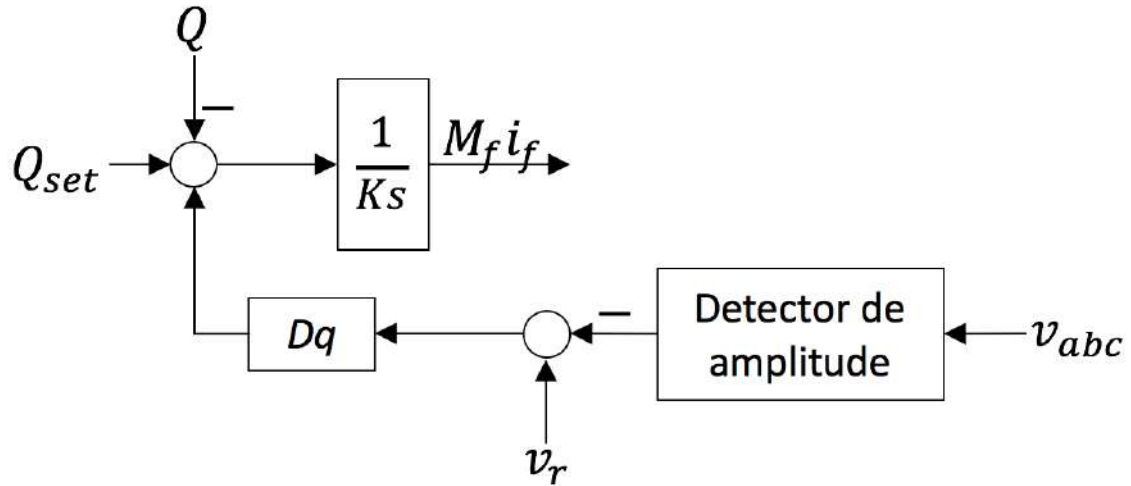 Q
−
Q_set
1
Ks
M_f i_f
Dq
−
Detector de
amplitude
v_abc
v_r